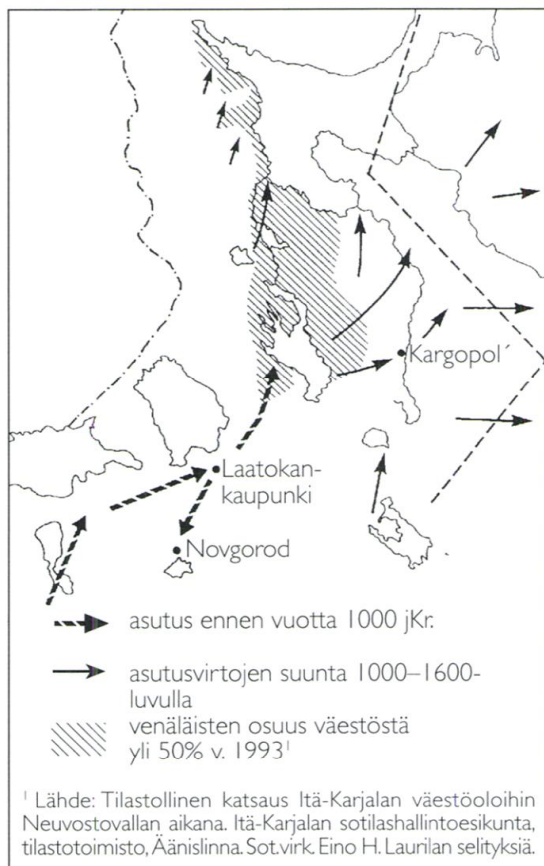 Kargopol´
Laatokan-
kaupunki
Novgorod
asutus ennen vuotta 1000 jKr.
asutusvirtojen suunta 1000–1600-
luvulla
venäläisten osuus väestöstä
yli 50% v. 1993¹
¹ Lähde: Tilastollinen katsaus Itä-Karjalan väestöoloihin
Neuvostovallan aikana. Itä-Karjalan sotilashallintoesikunta,
tilastotoimisto, Äänislinna. Sot.virk. Eino H. Laurilan selityksiä.